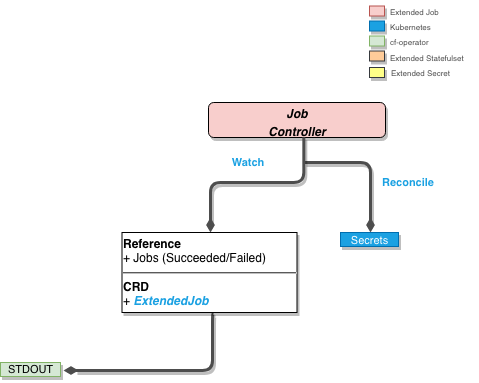 Extended Job
Kubernetes
cf-operator
Extended Statefulset
Extended Secret
Job
Controller
Watch
Reconcile
Reference
+ Jobs (Succeeded/Failed)
Secrets
CRD
+ ExtendedJob
STDOUT